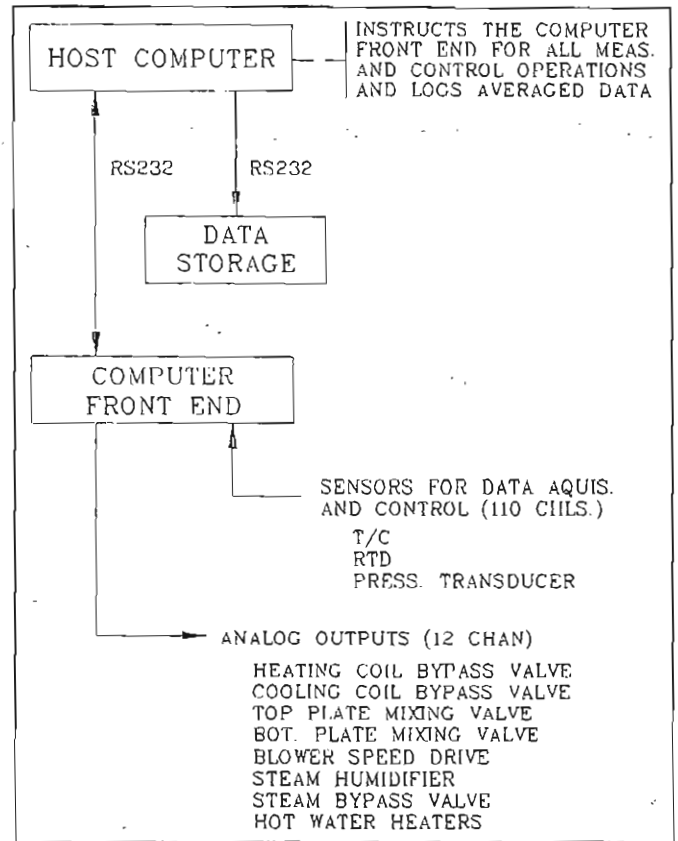 HOST COMPUTER
INSTRUCTS THE COMPUTER
FRONT END FOR ALL MEAS.
AND CONTROL OPERATIONS
AND LOGS AVERAGED DATA
RS232
RS232
DATA
STORAGE
COMPUTER
FRONT END
SENSORS FOR DATA AQUIS.
AND CONTROL (110 CHLS.)
T/C
RTD
PRESS. TRANSDUCER
ANALOG OUTPUTS (12 CHAN)
HEATING COIL BYPASS VALVE
COOLING COIL BYPASS VALVE
TOP PLATE MIXING VALVE
BOT. PLATE MIXING VALVE
BLOWER SPEED DRIVE
STEAM HUMIDIFIER
STEAM BYPASS VALVE
HOT WATER HEATERS